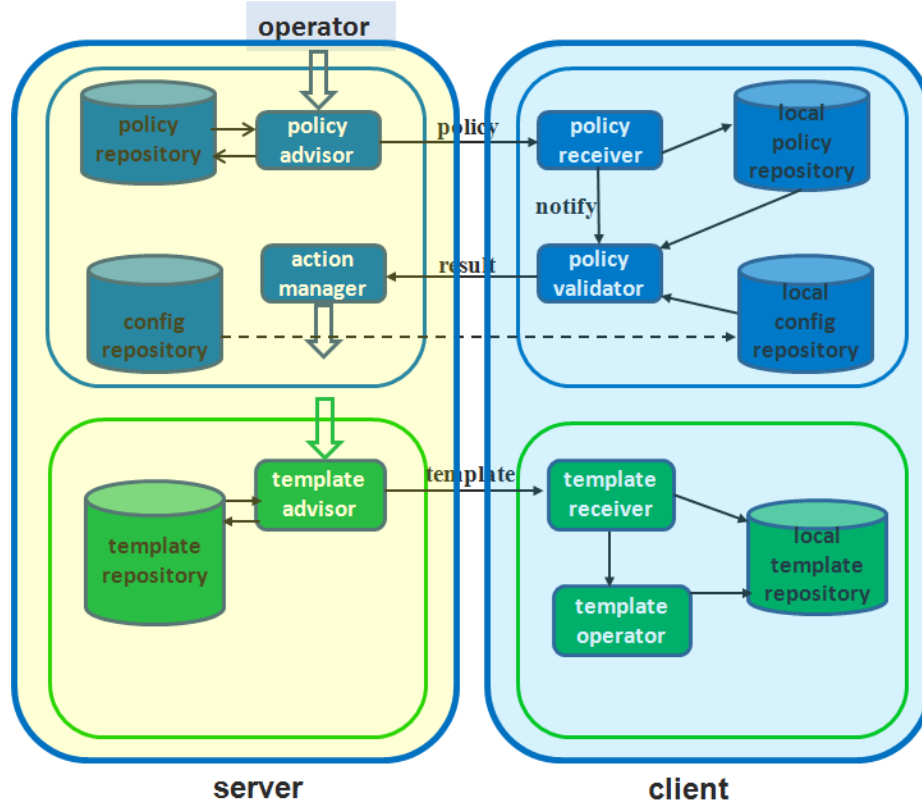 operator
policy
repository
policy
advisor
policy
policy
receiver
local
policy
repository
notify
action
manager
result
policy
validator
config
repository
local
config
repository
template
advisor
template
template
receiver
template
repository
local
template
repository
template
operator
server
client